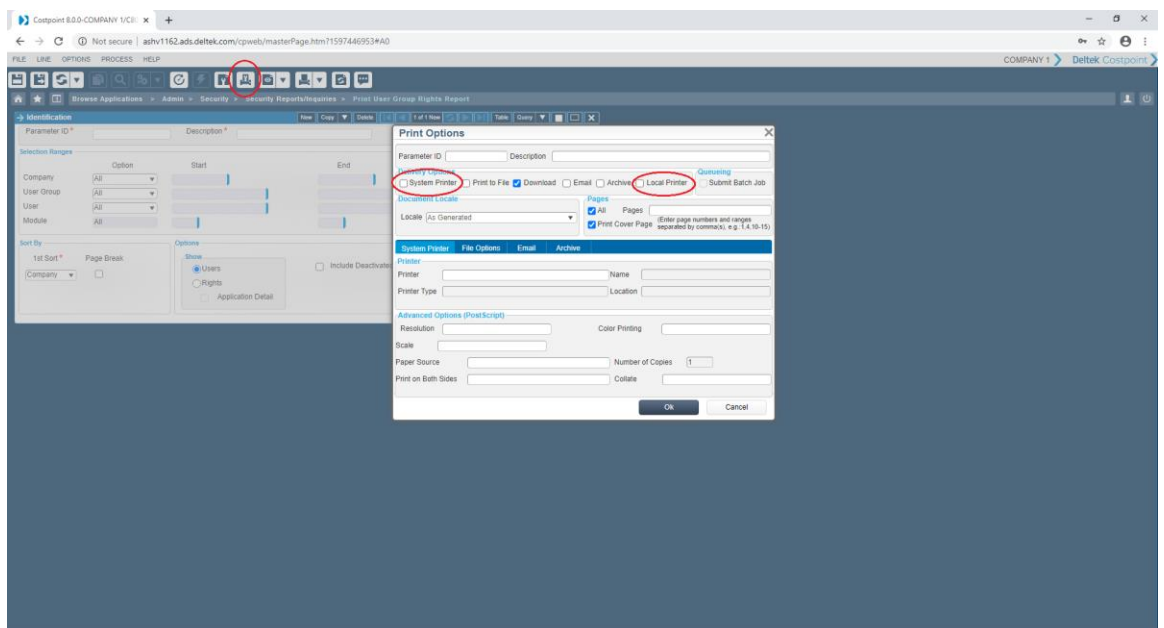 Costpoint 8.0.0-COMPANY 1/CB
Not secure | ashv1162.ads.deltek.com/cpweb/masterPage.htm?1597446953#A0
FILE LINE OPTIONS PROCESS HELP
COMPANY 1 Deltek Costpoint
Browse Applications > Admin > Security > Security Reports/Inquiries > Print User Group Rights Report
Identification
New Copy Delete 1 of 1 New Table Query
Parameter ID * Description *
Selection Ranges
Option Start End
Company All
User Group All
User All
Module All
Sort By
1st Sort * Page Break
Company
Options
Show
Users
Rights
Application Detail
Include Deactivate
Print Options
Parameter ID Description
Delivery Options
System Printer Print to File Download Email Archive Local Printer
Queueing
Submit Batch Job
Document Locale
Locale As Generated
Pages
All Pages
Print Cover Page (Enter page numbers and ranges
separated by comma(s), e.g.: 1,4,10-15)
System Printer File Options Email Archive
Printer
Printer Name
Printer Type Location
Advanced Options (PostScript)
Resolution Color Printing
Scale
Paper Source Number of Copies 1
Print on Both Sides Collate
Ok Cancel